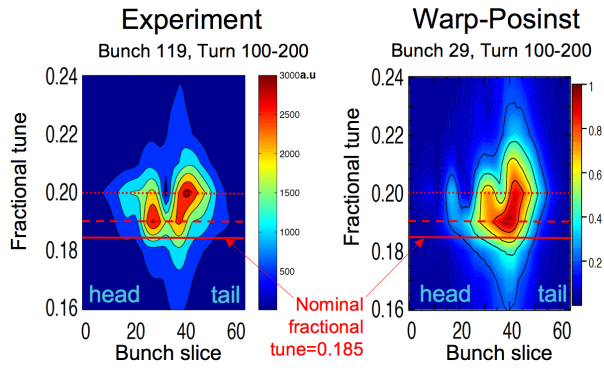 Experiment
Bunch 119, Turn 100-200
Fractional tune
0.24
0.22
0.20
0.18
0.16
head
tail
0
20
40
60
Bunch slice
3000a.u
2500
2000
1500
1000
500
Nominal
fractional
tune=0.185
Warp-Posinst
Bunch 29, Turn 100-200
Fractional tune
0.24
0.22
0.20
0.18
0.16
head
tail
0
20
40
60
Bunch slice
1
0.8
0.6
0.4
0.2